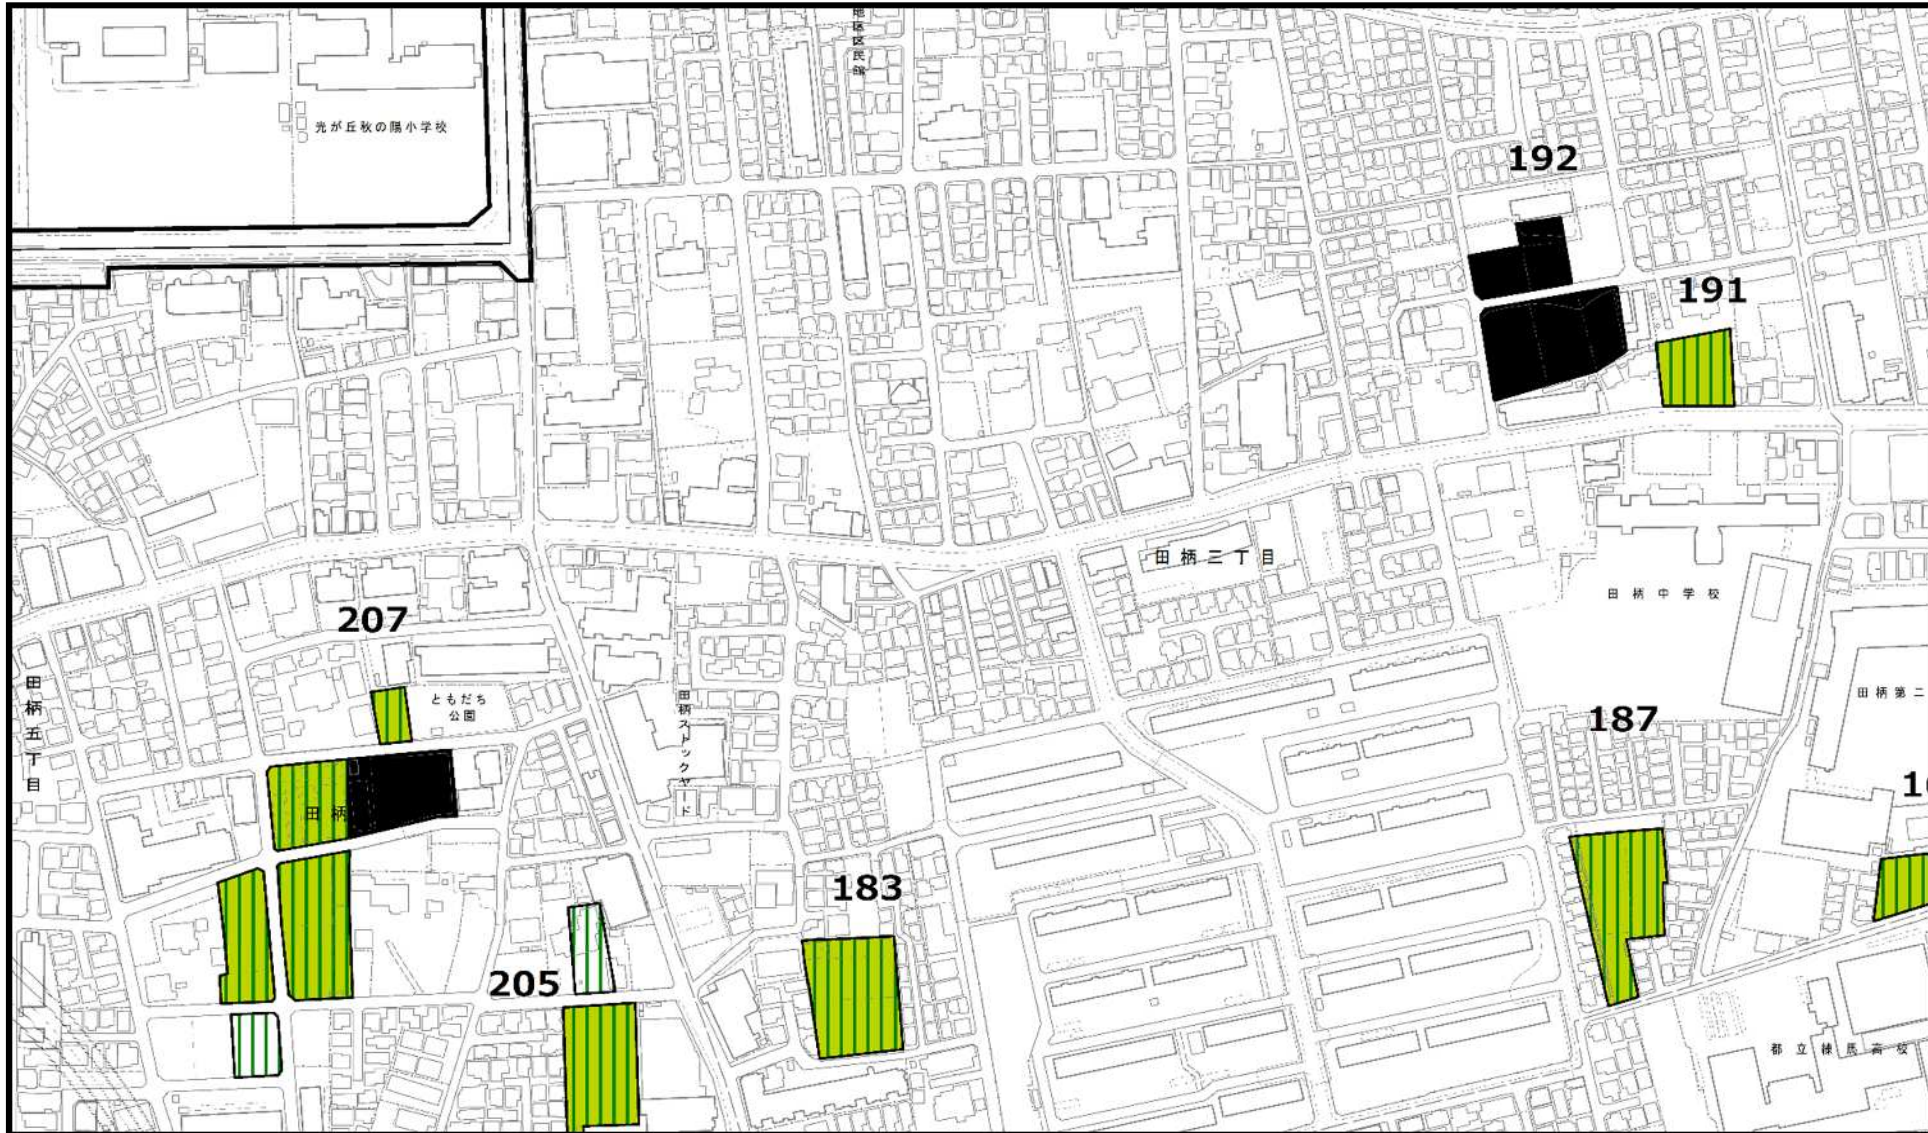 地区区民館
光が丘秋の陽小学校
192
191
田柄三丁目
田柄中学校
207
田柄五丁目
ともだち
公園
田柄ストックヤード
187
田柄第二
16
田柄
183
205
都立練馬高校